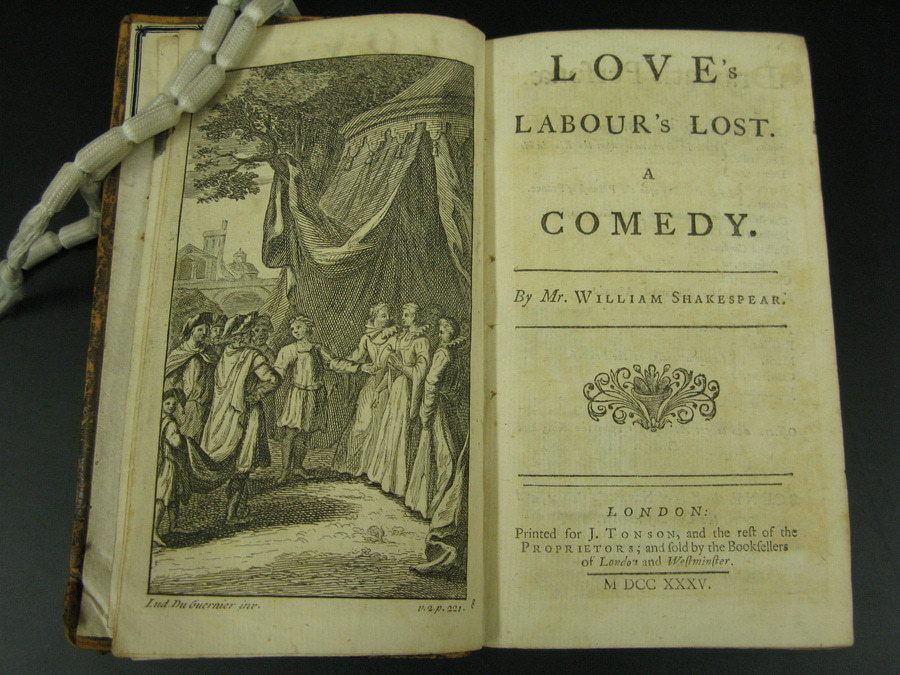 Lud. Du Guernier inv. v.2.p.221.
LOVE's
LABOUR's LOST.
A
COMEDY.
By Mr. WILLIAM SHAKESPEAR.
LONDON:
Printed for J. TONSON, and the reſt of the
PROPRIETORS; and ſold by the Bookſellers
of London and Weſtminſter.
M DCC XXXV.